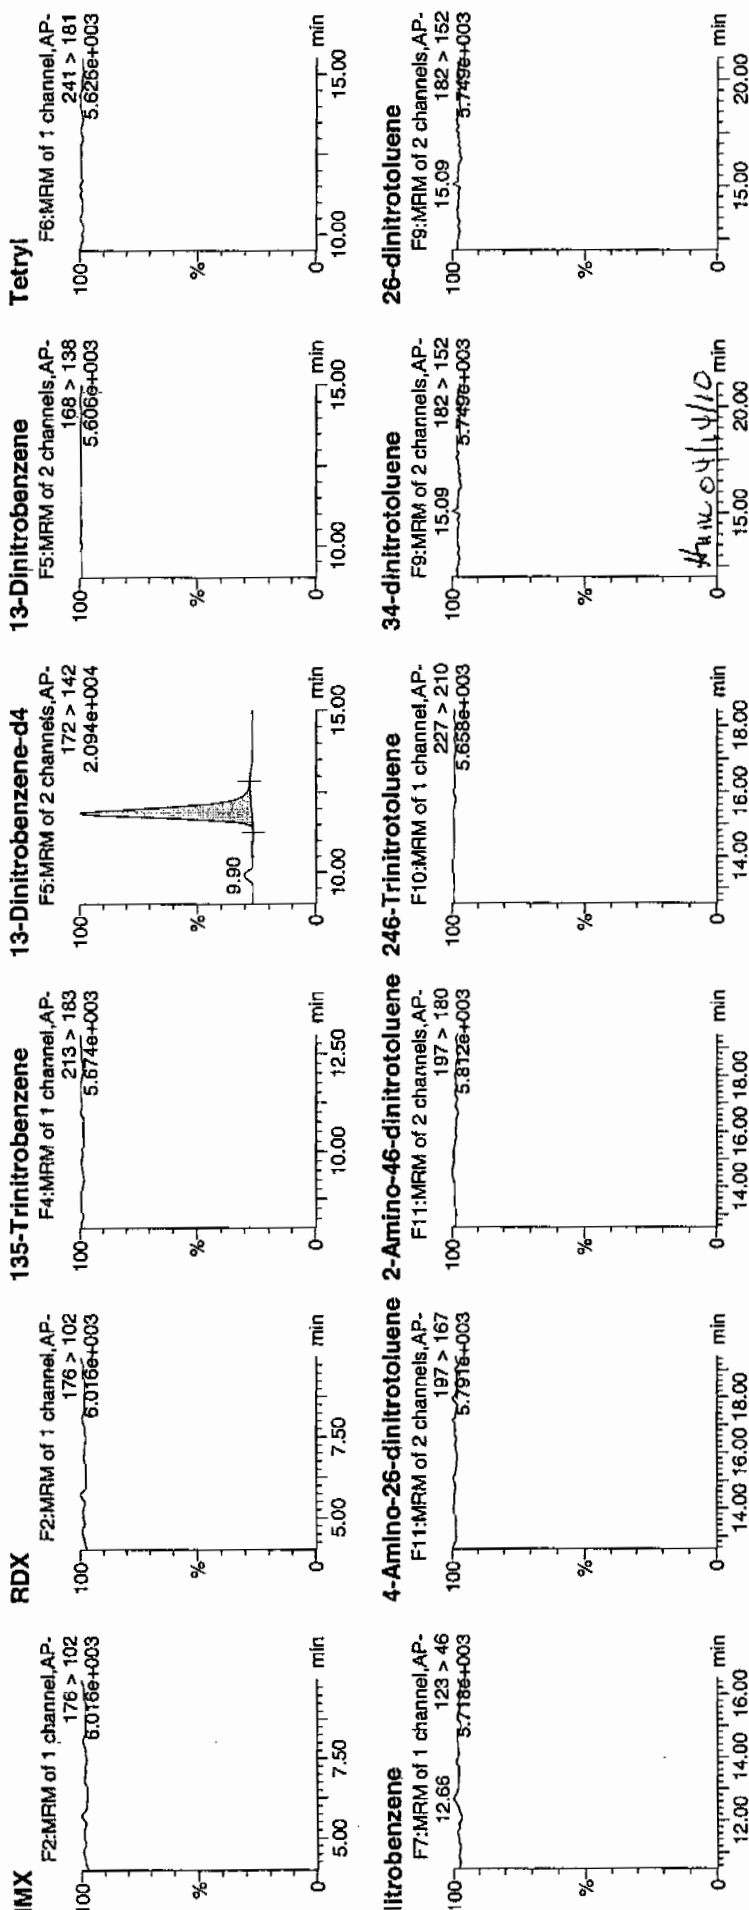 MX
F2:MRM of 1 channel,AP-
176 > 102
6.016e+003
100
%
0
5.00 7.50 min
RDX
F2:MRM of 1 channel,AP-
176 > 102
6.016e+003
100
%
0
5.00 7.50 min
135-Trinitrobenzene
F4:MRM of 1 channel,AP-
213 > 183
5.674e+003
100
%
0
10.00 12.50 min
13-Dinitrobenzene-d4
F5:MRM of 2 channels,AP-
172 > 142
2.094e+004
100
9.90
%
0
10.00 15.00 min
13-Dinitrobenzene
F5:MRM of 2 channels,AP-
168 > 138
5.606e+003
100
%
0
10.00 15.00 min
Tetryl
F6:MRM of 1 channel,AP-
241 > 181
5.626e+003
100
%
0
10.00 15.00 min
itrobenzene
F7:MRM of 1 channel,AP-
12.66 123 > 46
5.718e+003
100
%
0
12.00 14.00 16.00 min
4-Amino-26-dinitrotoluene
F11:MRM of 2 channels,AP-
197 > 167
5.791e+003
100
%
0
14.00 16.00 18.00 min
2-Amino-46-dinitrotoluene
F11:MRM of 2 channels,AP-
197 > 180
5.812e+003
100
%
0
14.00 16.00 18.00 min
246-Trinitrotoluene
F10:MRM of 1 channel,AP-
227 > 210
5.658e+003
100
%
0
14.00 16.00 18.00 min
34-dinitrotoluene
F9:MRM of 2 channels,AP-
15.09 182 > 152
5.749e+003
100
%
04/14/10
0
15.00 20.00 min
26-dinitrotoluene
F9:MRM of 2 channels,AP-
15.09 182 > 152
5.749e+003
100
%
0
15.00 20.00 min